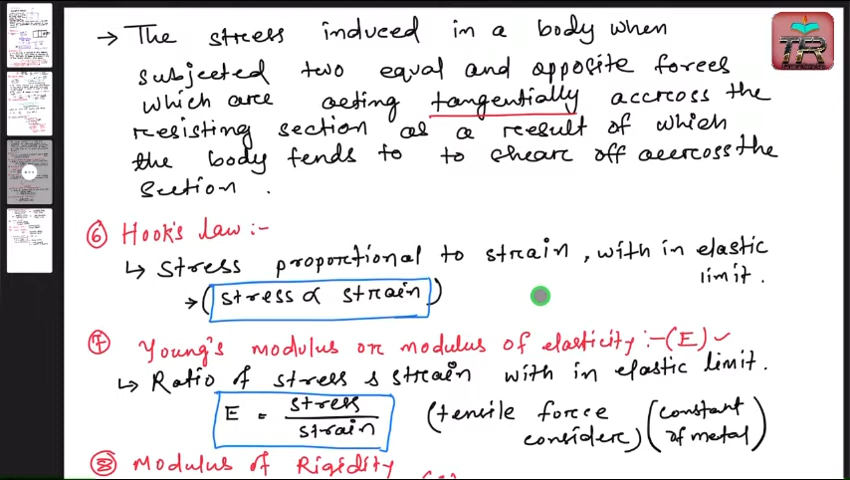 → The stress induced in a body when
subjected two equal and opposite forces
which are acting tangentially accross the
resisting section as a result of which
the body tends to to shear off accross the
section.
⑥ Hook's law :-
↳ Stress proportional to strain, with in elastic
limit.
→ (stress ∝ strain)
⑦ Young's modulus or modulus of elasticity :- (E) ✓
↳ Ratio of stress & strain with in elastic limit.
E = stress/strain (tensile force consider) (constant of metal)
⑧ Modulus of Rigidity
TR